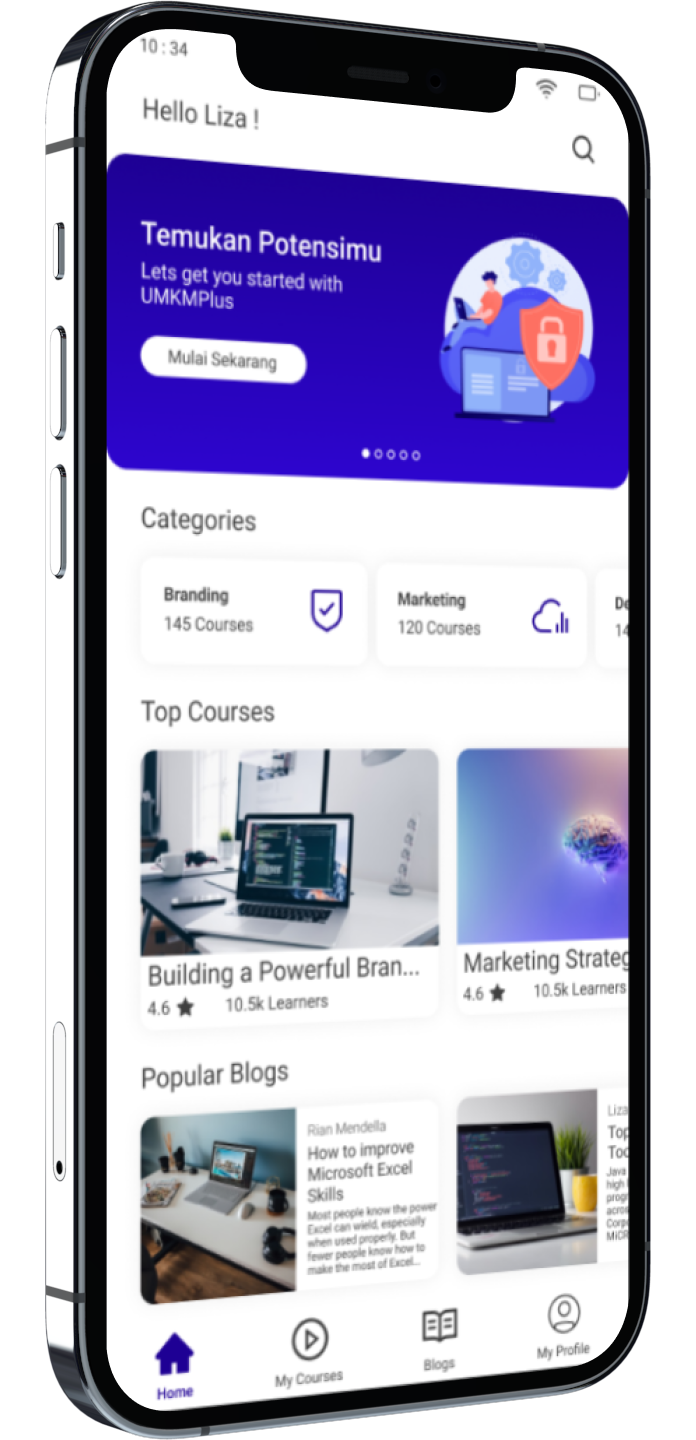 10:34
Hello Liza !
Temukan Potensimu
Lets get you started with
UMKMPlus
Mulai Sekarang
Categories
Branding
145 Courses
Marketing
120 Courses
De
14
Top Courses
Building a Powerful Bran...
4.6 10.5k Learners
Marketing Strateg
4.6 10.5k Learners
Popular Blogs
Rian Mendella
How to improve
Microsoft Excel
Skills
Most people know the power
Excel can wield, especially
when used properly. But
fewer people know how to
make the most of Excel...
Liza
Top
Too
Java
high l
progr
acros
Corpo
MiCR
Home
My Courses
Blogs
My Profile